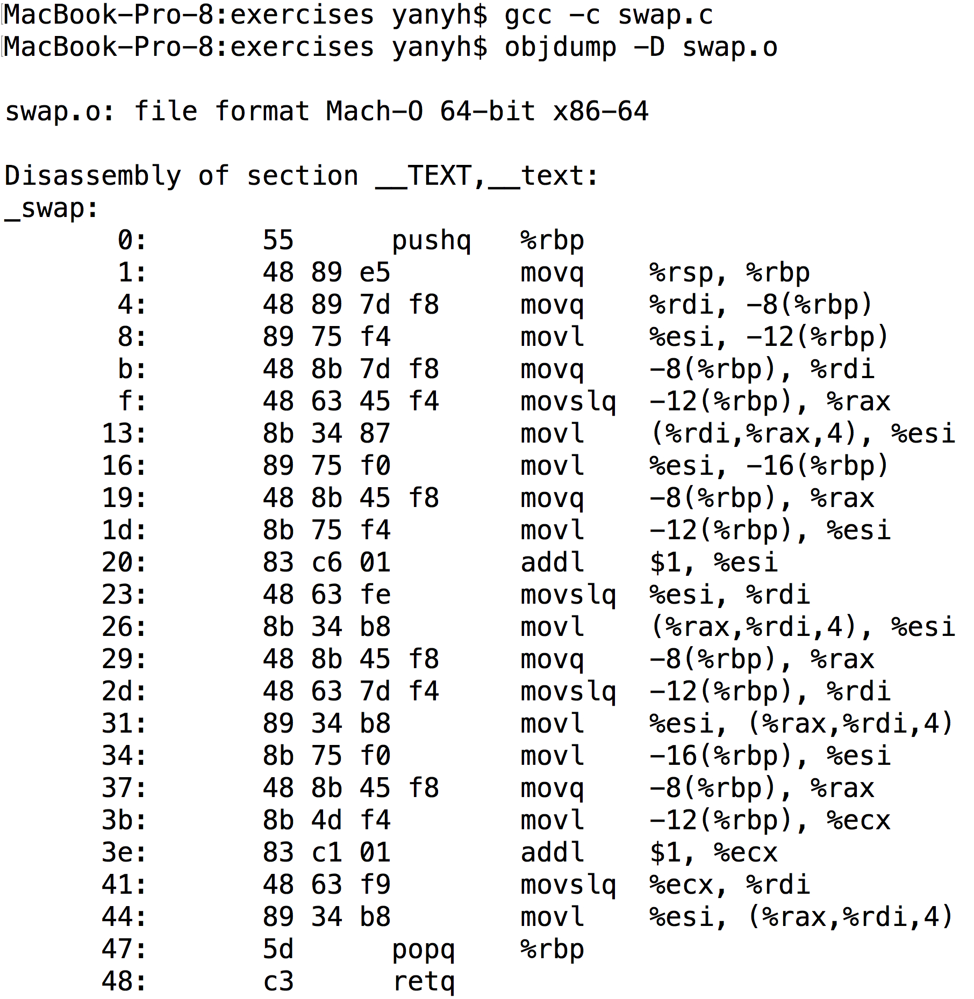 MacBook-Pro-8:exercises yanyh$ gcc -c swap.c
MacBook-Pro-8:exercises yanyh$ objdump -D swap.o

swap.o: file format Mach-O 64-bit x86-64

Disassembly of section __TEXT,__text:
_swap:
       0:       55      pushq   %rbp
       1:       48 89 e5        movq    %rsp, %rbp
       4:       48 89 7d f8     movq    %rdi, -8(%rbp)
       8:       89 75 f4        movl    %esi, -12(%rbp)
       b:       48 8b 7d f8     movq    -8(%rbp), %rdi
       f:       48 63 45 f4     movslq  -12(%rbp), %rax
      13:       8b 34 87        movl    (%rdi,%rax,4), %esi
      16:       89 75 f0        movl    %esi, -16(%rbp)
      19:       48 8b 45 f8     movq    -8(%rbp), %rax
      1d:       8b 75 f4        movl    -12(%rbp), %esi
      20:       83 c6 01        addl    $1, %esi
      23:       48 63 fe        movslq  %esi, %rdi
      26:       8b 34 b8        movl    (%rax,%rdi,4), %esi
      29:       48 8b 45 f8     movq    -8(%rbp), %rax
      2d:       48 63 7d f4     movslq  -12(%rbp), %rdi
      31:       89 34 b8        movl    %esi, (%rax,%rdi,4)
      34:       8b 75 f0        movl    -16(%rbp), %esi
      37:       48 8b 45 f8     movq    -8(%rbp), %rax
      3b:       8b 4d f4        movl    -12(%rbp), %ecx
      3e:       83 c1 01        addl    $1, %ecx
      41:       48 63 f9        movslq  %ecx, %rdi
      44:       89 34 b8        movl    %esi, (%rax,%rdi,4)
      47:       5d      popq    %rbp
      48:       c3      retq